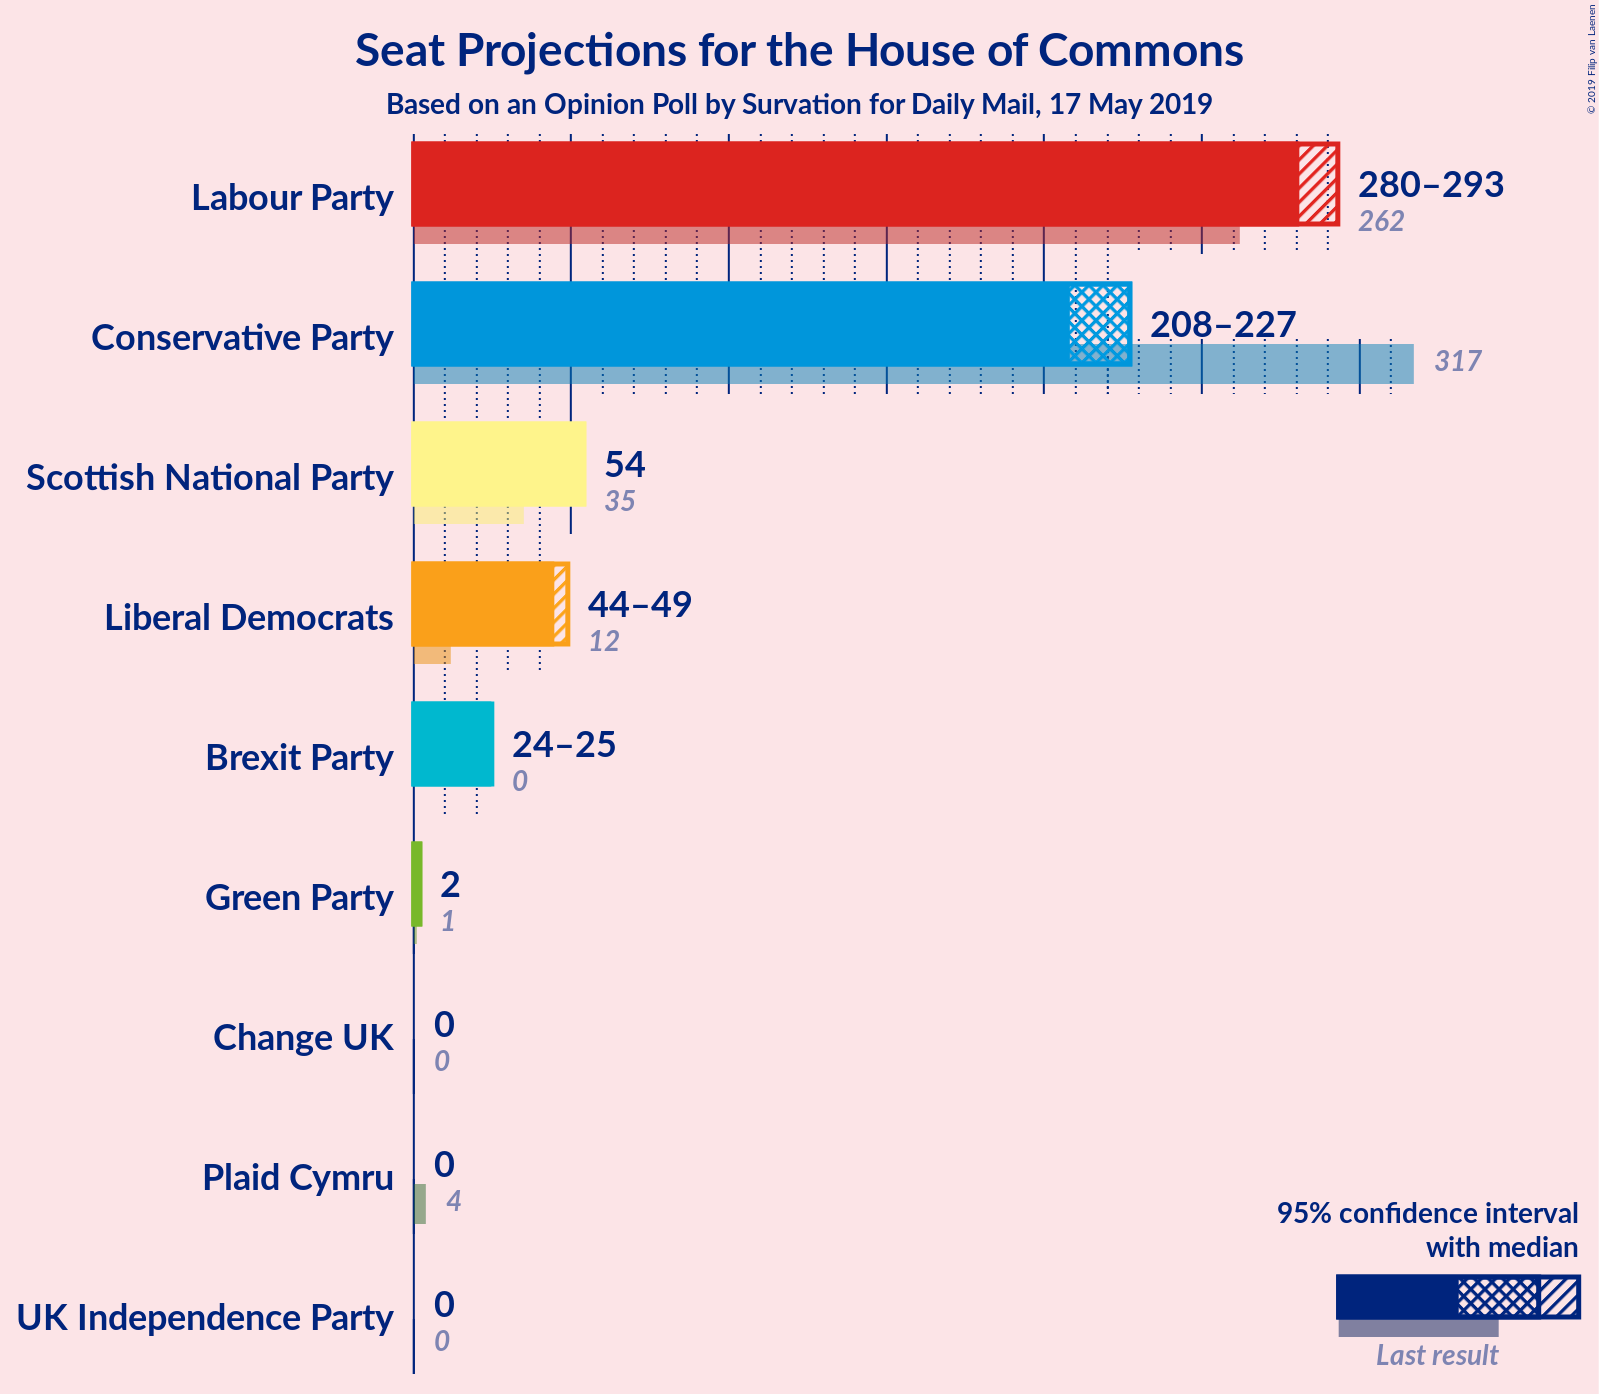 Seat Projections for the House of Commons
Based on an Opinion Poll by Survation for Daily Mail, 17 May 2019
© 2019 Filip van Laenen
Labour Party
280–293
262
Conservative Party
208–227
317
Scottish National Party
54
35
Liberal Democrats
44–49
12
Brexit Party
24–25
0
Green Party
2
1
Change UK
0
0
Plaid Cymru
0
4
UK Independence Party
0
0
95% confidence interval
with median
Last result